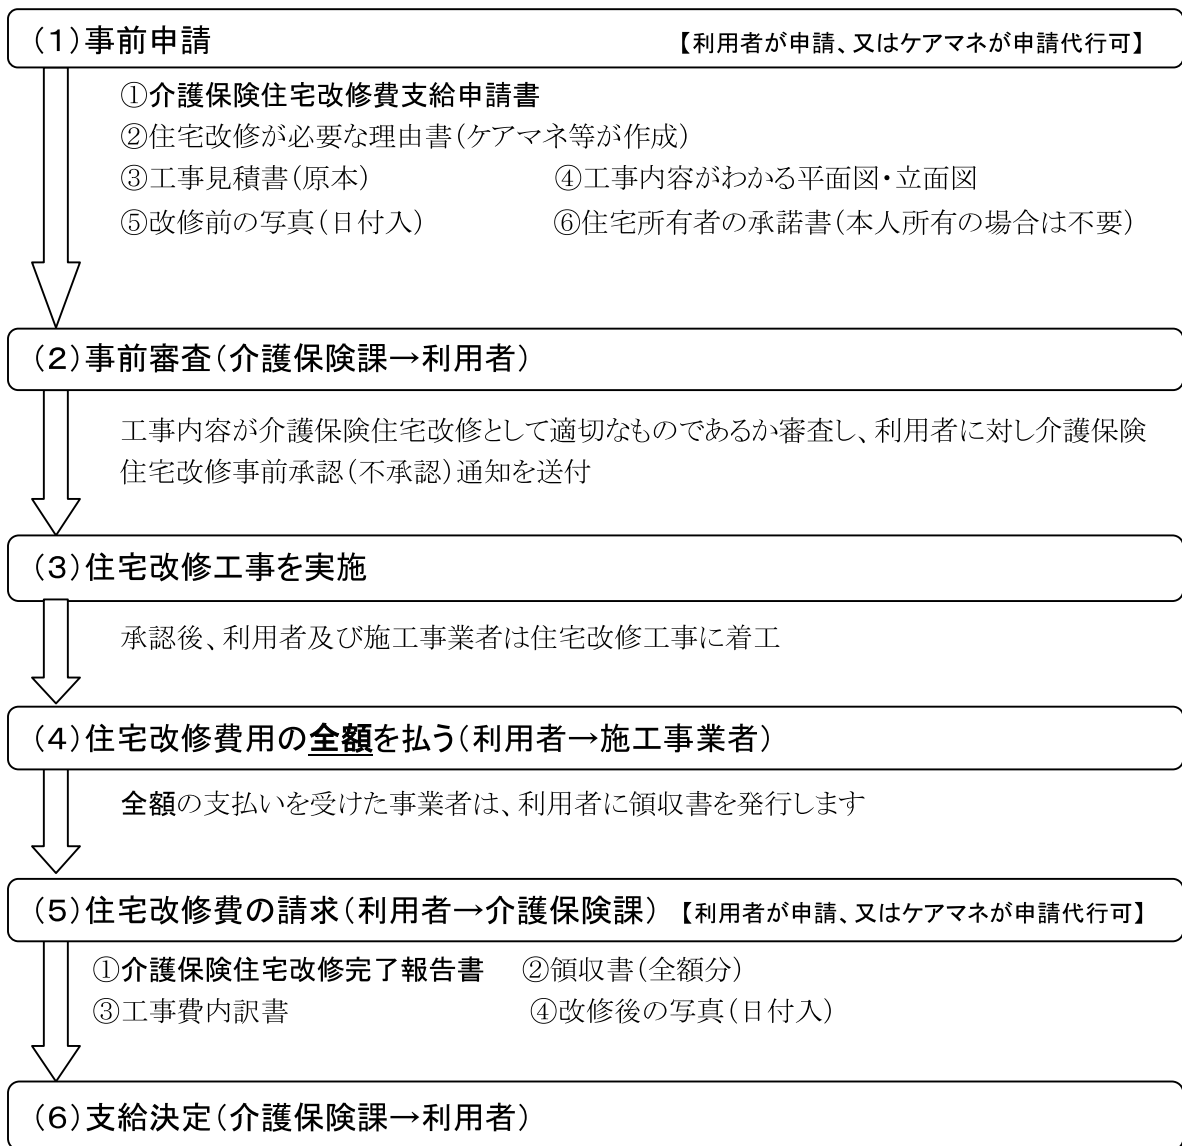 （１）事前申請　【利用者が申請、又はケアマネが申請代行可】
①介護保険住宅改修費支給申請書
②住宅改修が必要な理由書（ケアマネ等が作成）
③工事見積書（原本）　④工事内容がわかる平面図・立面図
⑤改修前の写真（日付入）　⑥住宅所有者の承諾書（本人所有の場合は不要）
（２）事前審査（介護保険課→利用者）
工事内容が介護保険住宅改修として適切なものであるか審査し、利用者に対し介護保険
住宅改修事前承認（不承認）通知を送付
（３）住宅改修工事を実施
承認後、利用者及び施工事業者は住宅改修工事に着工
（４）住宅改修費用の全額を払う（利用者→施工事業者）
全額の支払いを受けた事業者は、利用者に領収書を発行します
（５）住宅改修費の請求（利用者→介護保険課）　【利用者が申請、又はケアマネが申請代行可】
①介護保険住宅改修完了報告書　②領収書（全額分）
③工事費内訳書　④改修後の写真（日付入）
（６）支給決定（介護保険課→利用者）